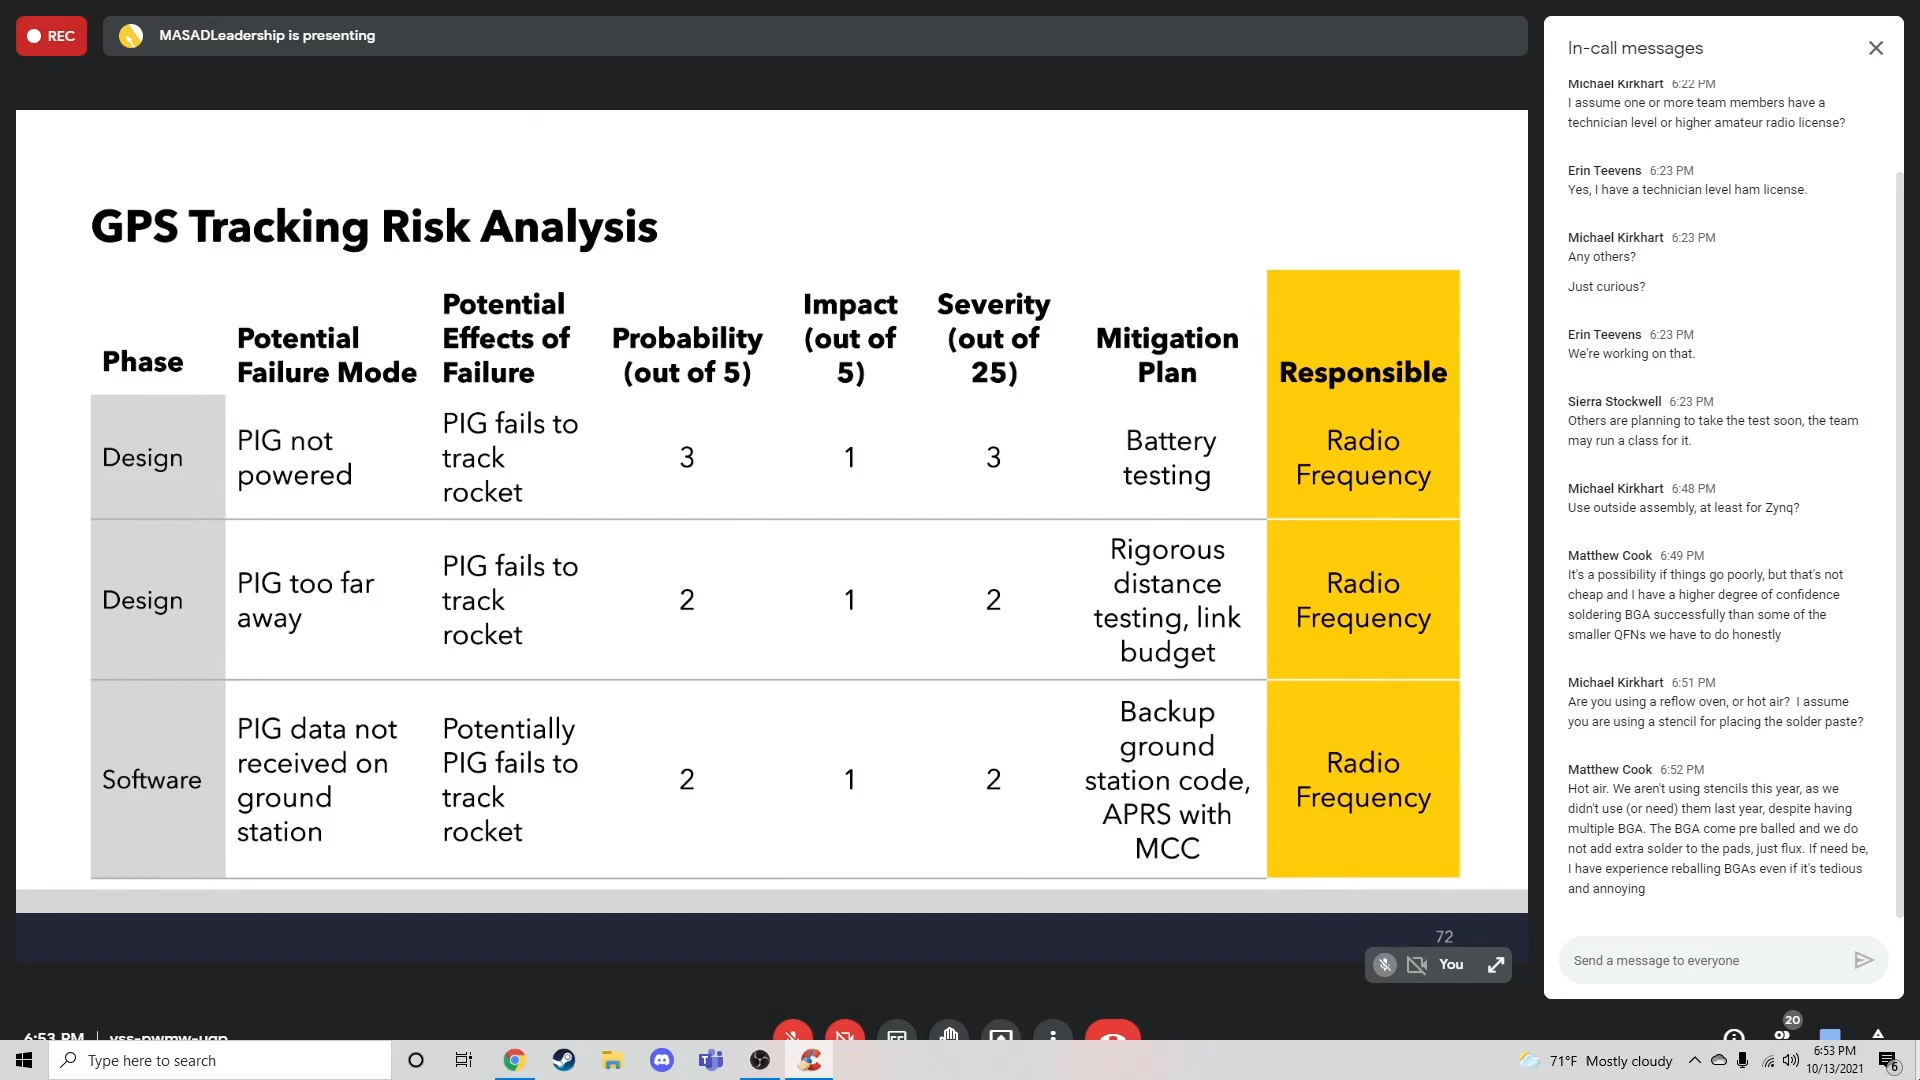 REC
MASADLeadership is presenting
GPS Tracking Risk Analysis
Phase
Potential
Failure Mode
Potential
Effects of
Failure
Probability
(out of 5)
Impact
(out of
5)
Severity
(out of
25)
Mitigation
Plan
Responsible
Design
PIG not
powered
PIG fails to
track
rocket
3
1
3
Battery
testing
Radio
Frequency
Design
PIG too far
away
PIG fails to
track
rocket
2
1
2
Rigorous
distance
testing, link
budget
Radio
Frequency
Software
PIG data not
received on
ground
station
Potentially
PIG fails to
track
rocket
2
1
2
Backup
ground
station code,
APRS with
MCC
Radio
Frequency
72
You
In-call messages
Michael Kirkhart 6:22 PM
I assume one or more team members have a
technician level or higher amateur radio license?
Erin Teevens 6:23 PM
Yes, I have a technician level ham license.
Michael Kirkhart 6:23 PM
Any others?
Just curious?
Erin Teevens 6:23 PM
We're working on that.
Sierra Stockwell 6:23 PM
Others are planning to take the test soon, the team
may run a class for it.
Michael Kirkhart 6:48 PM
Use outside assembly, at least for Zynq?
Matthew Cook 6:49 PM
It's a possibility if things go poorly, but that's not
cheap and I have a higher degree of confidence
soldering BGA successfully than some of the
smaller QFNs we have to do honestly
Michael Kirkhart 6:51 PM
Are you using a reflow oven, or hot air? I assume
you are using a stencil for placing the solder paste?
Matthew Cook 6:52 PM
Hot air. We aren't using stencils this year, as we
didn't use (or need) them last year, despite having
multiple BGA. The BGA come pre balled and we do
not add extra solder to the pads, just flux. If need be,
I have experience reballing BGAs even if it's tedious
and annoying
Send a message to everyone
6:53 PM
20
Type here to search
71°F Mostly cloudy
6:53 PM
10/13/2021
6